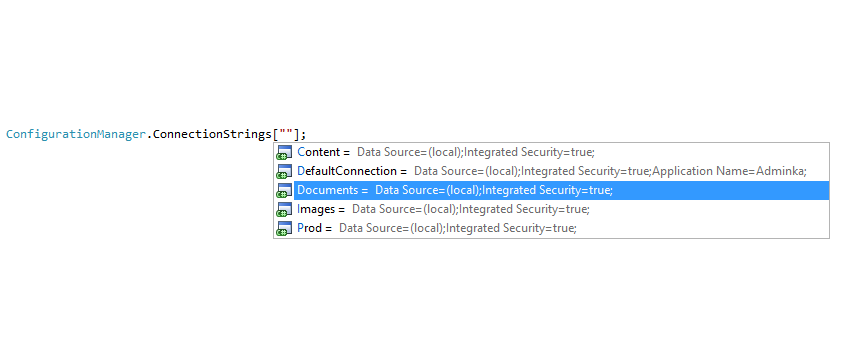 ConfigurationManager.ConnectionStrings[""];
Content = Data Source=(local);Integrated Security=true;
DefaultConnection = Data Source=(local);Integrated Security=true;Application Name=Adminka;
Documents = Data Source=(local);Integrated Security=true;
Images = Data Source=(local);Integrated Security=true;
Prod = Data Source=(local);Integrated Security=true;